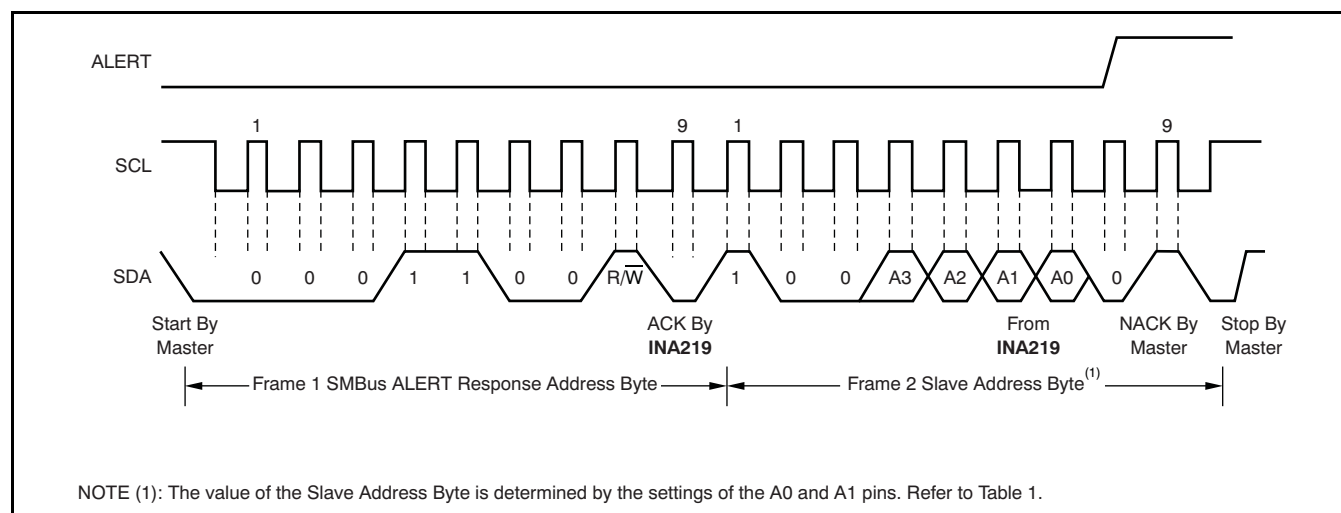 ALERT
1 9 1 9
SCL
SDA 0 0 0 1 1 0 0 R/W̅ 1 0 0 A3 A2 A1 A0 0
Start By Master
ACK By INA219
From INA219
NACK By Master
Stop By Master
Frame 1 SMBus ALERT Response Address Byte
Frame 2 Slave Address Byte(1)
NOTE (1): The value of the Slave Address Byte is determined by the settings of the A0 and A1 pins. Refer to Table 1.